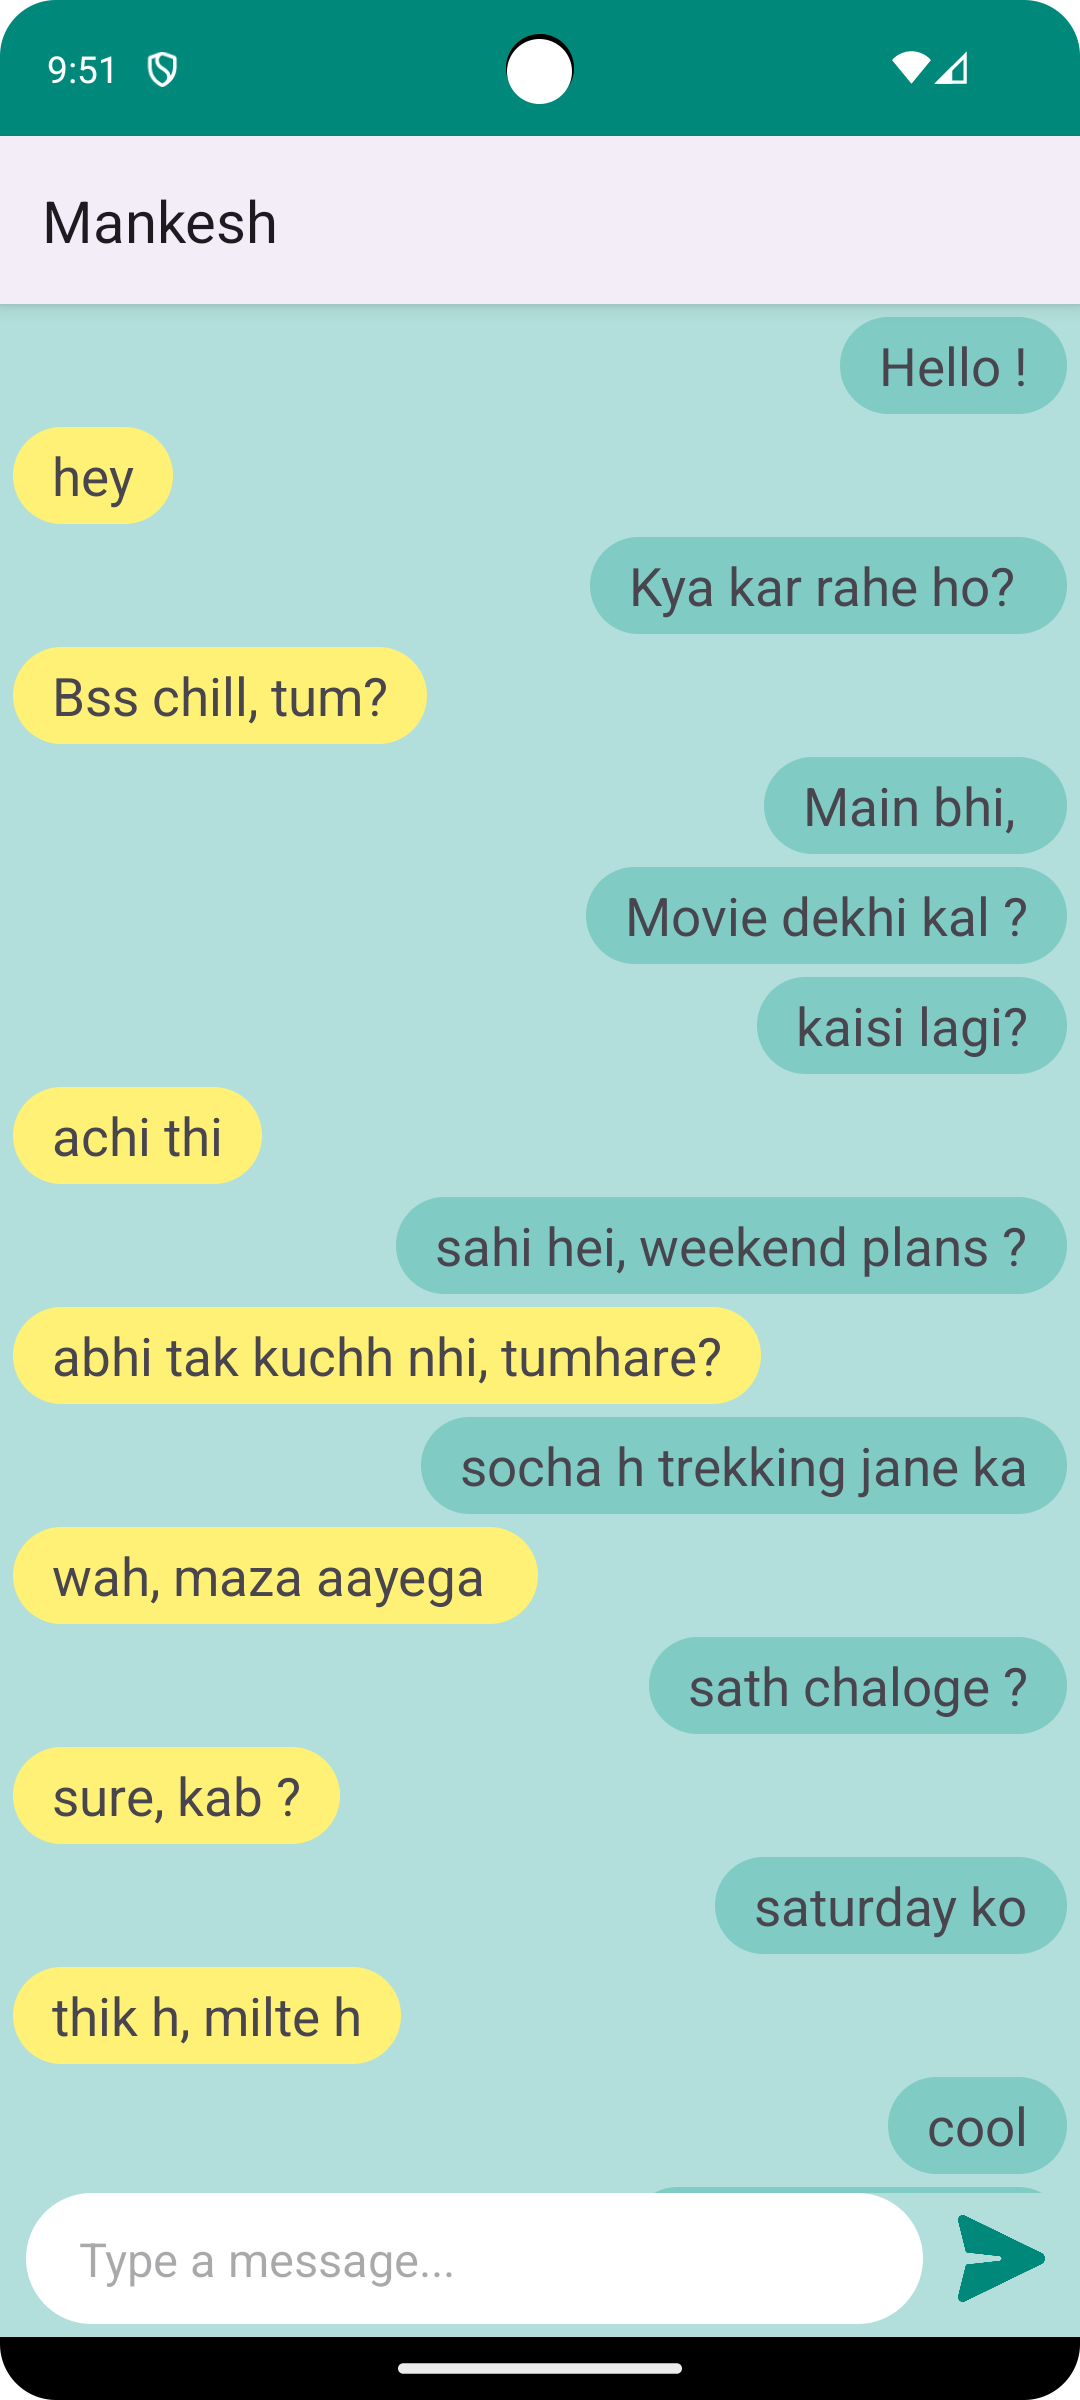 9:51
Mankesh
Hello !
hey
Kya kar rahe ho?
Bss chill, tum?
Main bhi,
Movie dekhi kal ?
kaisi lagi?
achi thi
sahi hei, weekend plans ?
abhi tak kuchh nhi, tumhare?
socha h trekking jane ka
wah, maza aayega
sath chaloge ?
sure, kab ?
saturday ko
thik h, milte h
cool
Type a message...